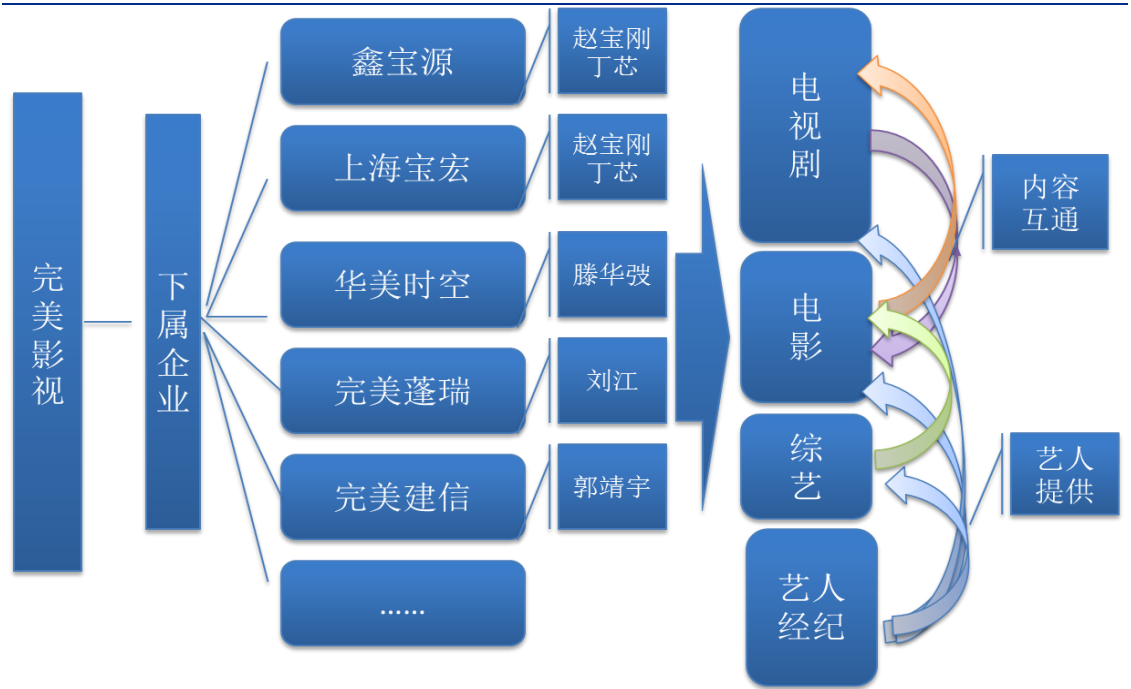 完美影视
下属企业
鑫宝源
赵宝刚
丁芯
上海宝宏
赵宝刚
丁芯
华美时空
滕华弢
完美蓬瑞
刘江
完美建信
郭靖宇
......
电视剧
电影
综艺
艺人
经纪
内容
互通
艺人
提供